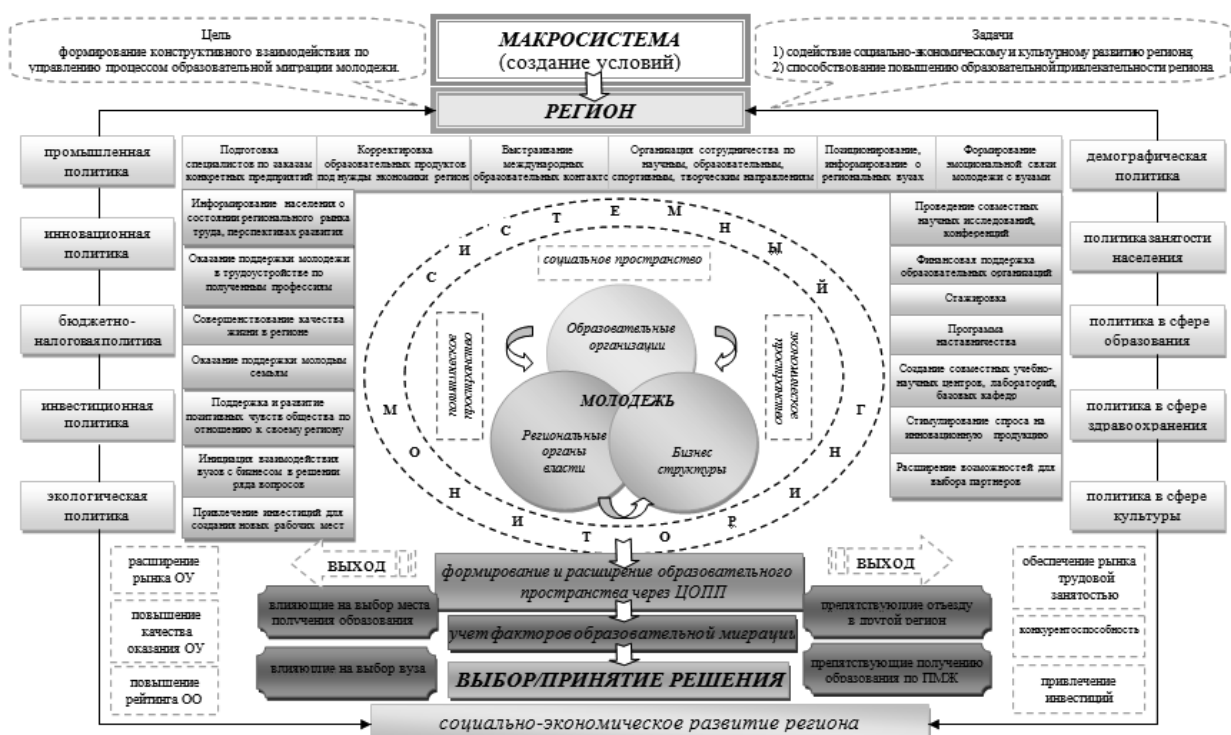 Цель
формирование конструктивного взаимодействия по
управлению процессом образовательной миграции молодежи.
МАКРОСИСТЕМА
(создание условий)
Задачи
1) содействие социально-экономическому и культурному развитию региона;
2) способствование повышению образовательной привлекательности региона
РЕГИОН
промышленная
политика
инновационная
политика
бюджетно-
налоговая политика
инвестиционная
политика
экологическая
политика
Подготовка
специалистов по заказам
конкретных предприятий
Корректировка
образовательных продуктов
под нужды экономики регион
Выстраивание
международных
образовательных контакто
Организация сотрудничества по
научным, образовательным,
спортивным, творческим направлениям
Позиционирование,
информирование о
региональных вузах
Формирование
эмоциональной связи
молодежи с вузами
демографическая
политика
политика занятости
населения
политика в сфере
образования
политика в сфере
здравоохранения
политика в сфере
культуры
Информирование населения о
состоянии регионального рынка
труда, перспективах развития
Оказание поддержки молодежи
в трудоустройстве по
полученным профессиям
Совершенствование качества
жизни в регионе
Оказание поддержки молодым
семьям
Поддержка и развитие
позитивных чувств общества по
отношению к своему региону
Инициация взаимодействия
вузов с бизнесом в решении
ряда вопросов
Привлечение инвестиций для
создания новых рабочих мест
СИСТЕМНЫЙ
МОНИТОРИНГ
социальное пространство
политическое
пространство
экономическое
пространство
Образовательные
организации
МОЛОДЕЖЬ
Региональные
органы
власти
Бизнес
структуры
Проведение совместных
научных исследований,
конференций
Финансовая поддержка
образовательных организаций
Стажировка
Программа
наставничества
Создание совместных учебно-
научных центров, лабораторий,
базовых кафедр
Стимулирование спроса на
инновационную продукцию
Расширение возможностей для
выбора партнеров
расширение
рынка ОУ
повышение
качества
оказания ОУ
повышение
рейтинга ОО
ВЫХОД
ВЫХОД
формирование и расширение образовательного
пространства через ЦОПП
влияющие на выбор места
получения образования
препятствующие отъезду
в другой регион
учет факторов образовательной миграции
влияющие на выбор вуза
препятствующие получению
образования по ПМЖ
ВЫБОР/ПРИНЯТИЕ РЕШЕНИЯ
обеспечение рынка
трудовой
занятостью
конкурентоспособность
привлечение
инвестиций
социально-экономическое развитие региона